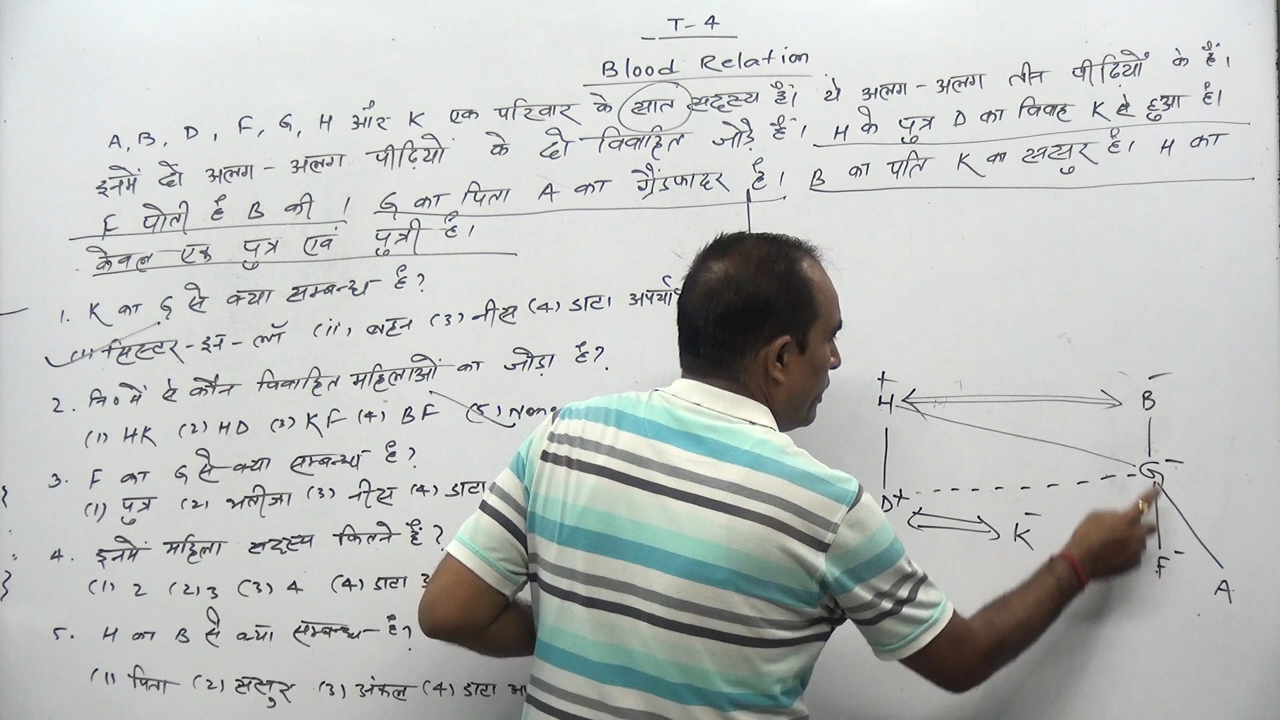 T-4
Blood Relation
A, B, D, F, G, H और K एक परिवार के सात सदस्य हैं। ये अलग-अलग तीन पीढ़ियों के हैं।
इनमें दो अलग-अलग पीढ़ियों के दो विवाहित जोड़े हैं। H के पुत्र D का विवाह K से हुआ है।
F पोती है B की। G का पिता A का ग्रैंडफादर है। B का पति K का ससुर है। H का
केवल एक पुत्र एवं पुत्री है।
1. K का G से क्या सम्बन्ध है?
(1) सिस्टर-इन-लॉ (ii) बहन (3) नीस (4) डाटा अपर्या
2. नि० में से कौन विवाहित महिलाओं का जोड़ा है?
(1) HK (2) HD (3) KF (4) BF (5) None
3. F का G से क्या सम्बन्ध है?
(1) पुत्र (2) भतीजा (3) नीस (4) डाटा
4. इनमें महिला सदस्य कितने हैं?
(1) 2 (2) 3 (3) 4 (4) डाटा
5. H का B से क्या सम्बन्ध है?
(1) पिता (2) ससुर (3) अंकल (4) डाटा
+ −
H B
G −
D+
K −
F −
A